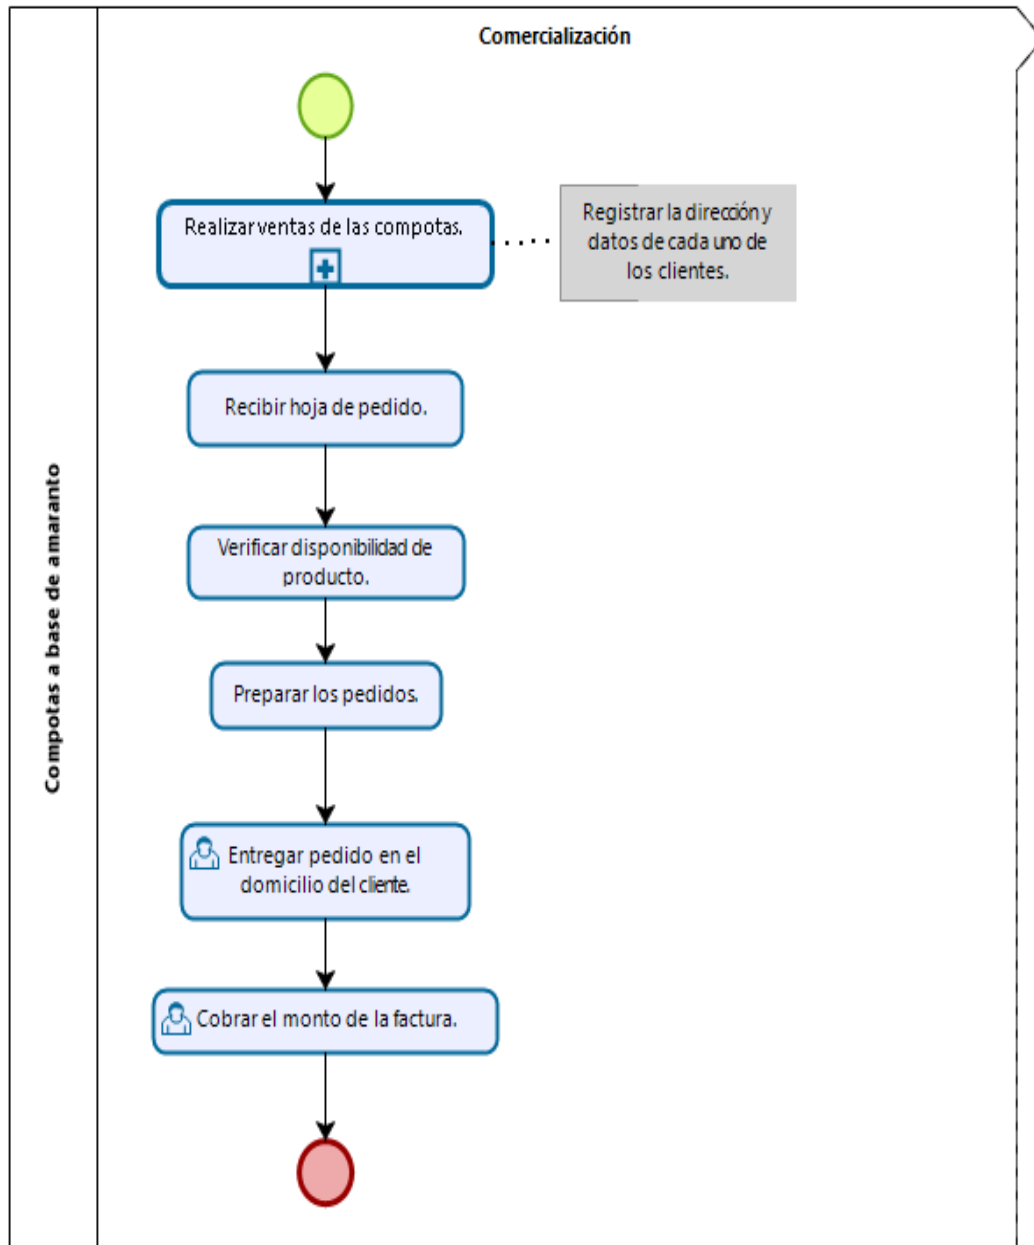 Comercialización
Compotas a base de amaranto
Realizar ventas de las compotas.
Registrar la dirección y
datos de cada uno de
los clientes.
Recibir hoja de pedido.
Verificar disponibilidad de
producto.
Preparar los pedidos.
Entregar pedido en el
domicilio del cliente.
Cobrar el monto de la factura.